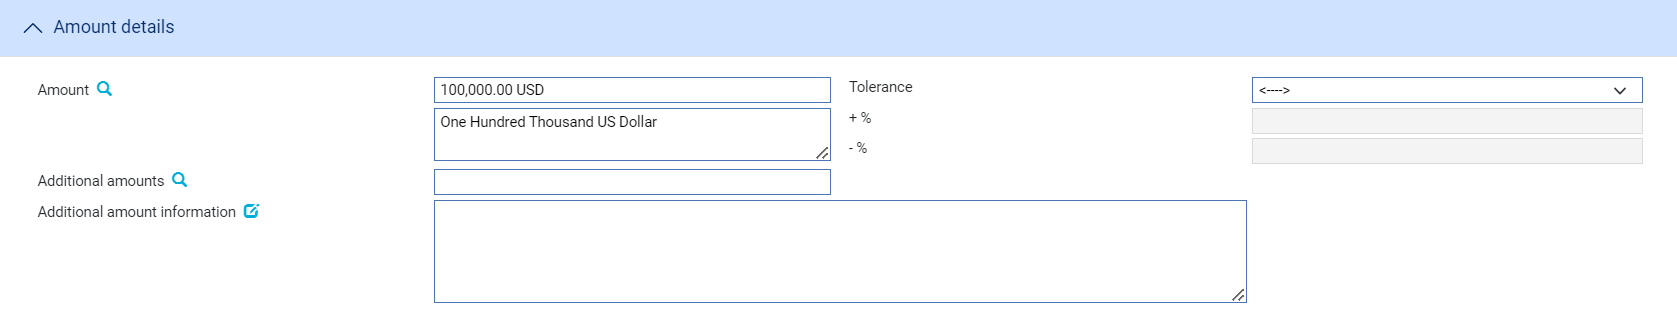 Amount details
Amount
100,000.00 USD
Tolerance
<---->
One Hundred Thousand US Dollar
+ %
- %
Additional amounts
Additional amount information